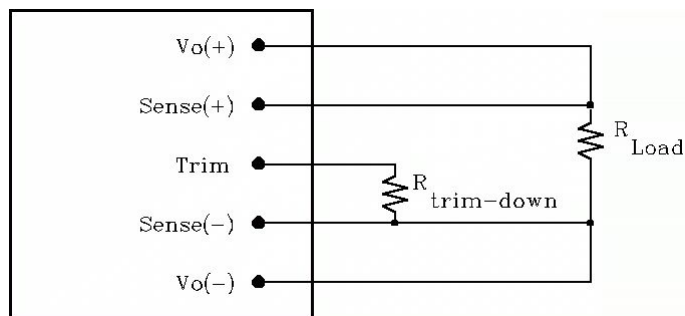 Vo(+)
Sense(+)
R
Load
Trim
R
trim-down
Sense(-)
Vo(-)